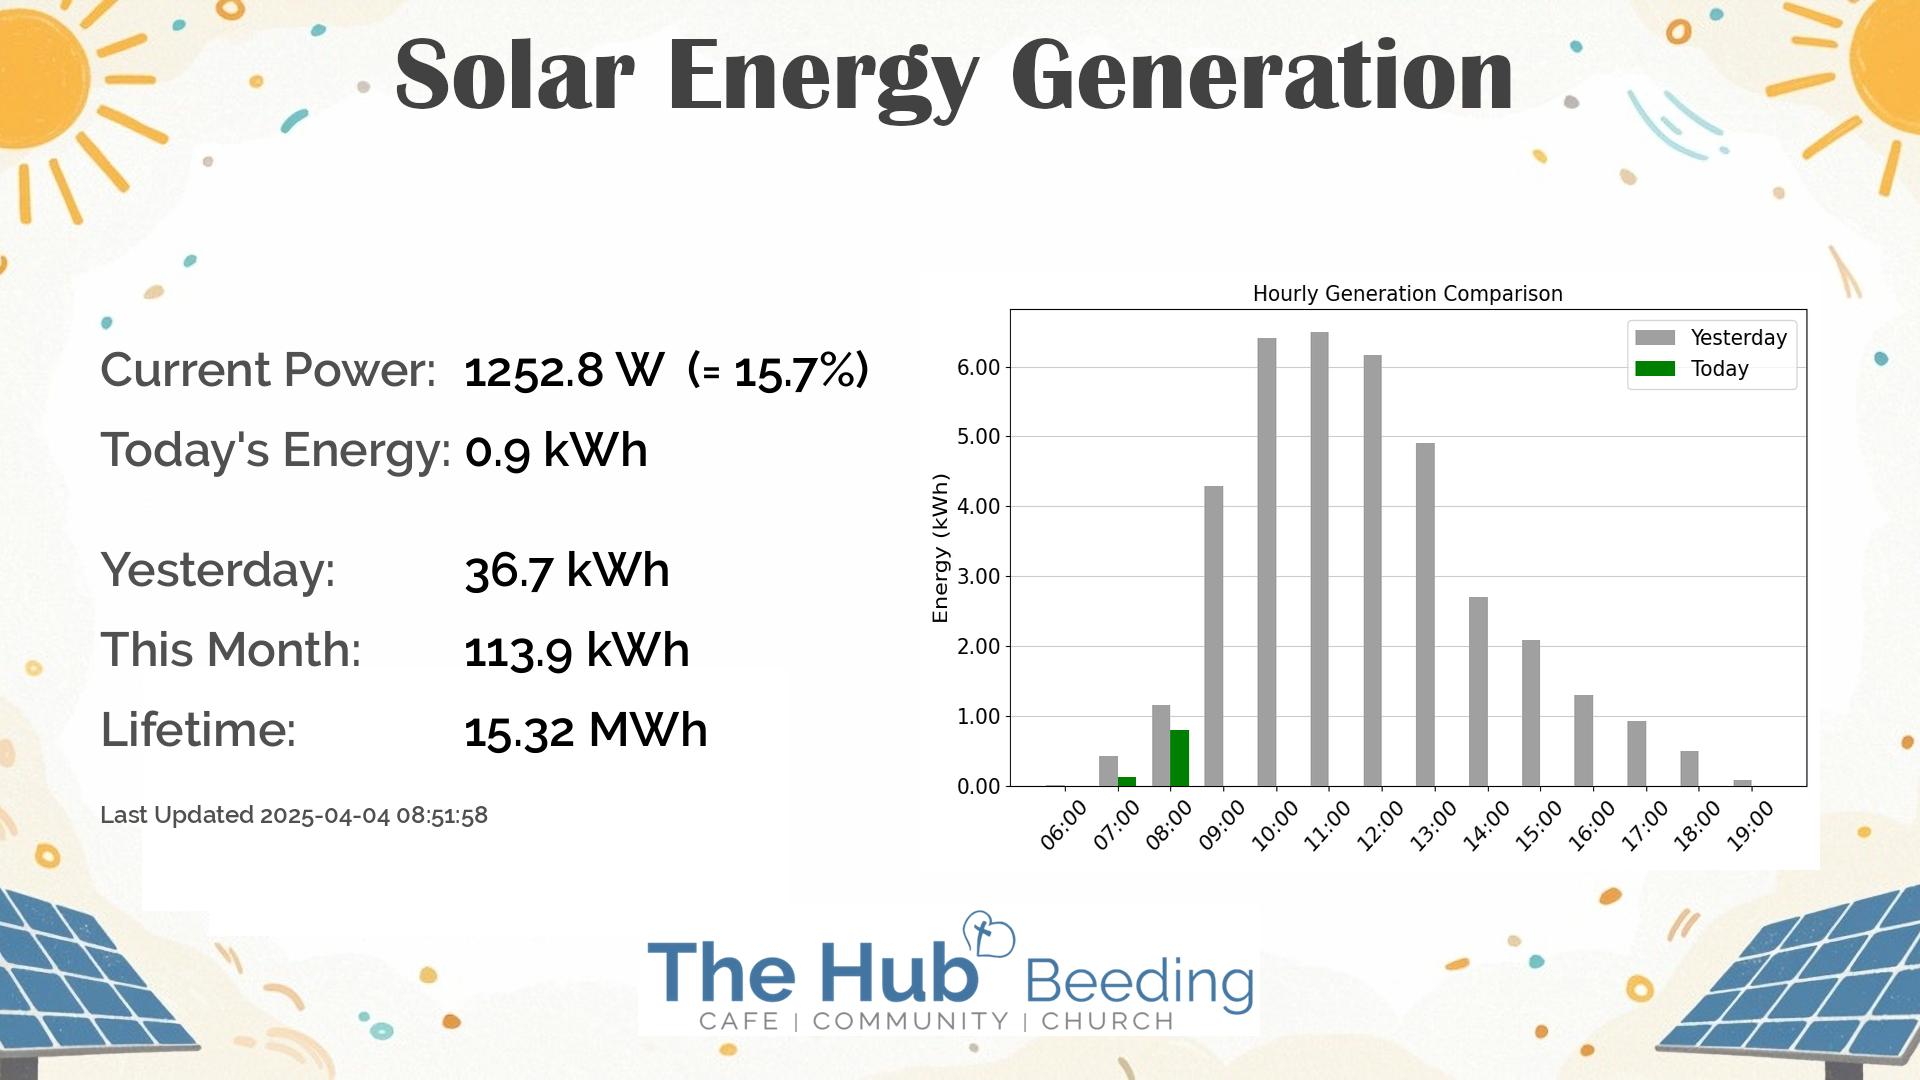 Solar Energy Generation
Current Power: 1252.8 W (= 15.7%)
Today's Energy: 0.9 kWh
Yesterday: 36.7 kWh
This Month: 113.9 kWh
Lifetime: 15.32 MWh
Last Updated 2025-04-04 08:51:58
Hourly Generation Comparison
Yesterday
Today
Energy (kWh)
6.00
5.00
4.00
3.00
2.00
1.00
0.00
06:00 07:00 08:00 09:00 10:00 11:00 12:00 13:00 14:00 15:00 16:00 17:00 18:00 19:00
The Hub Beeding
CAFE | COMMUNITY | CHURCH